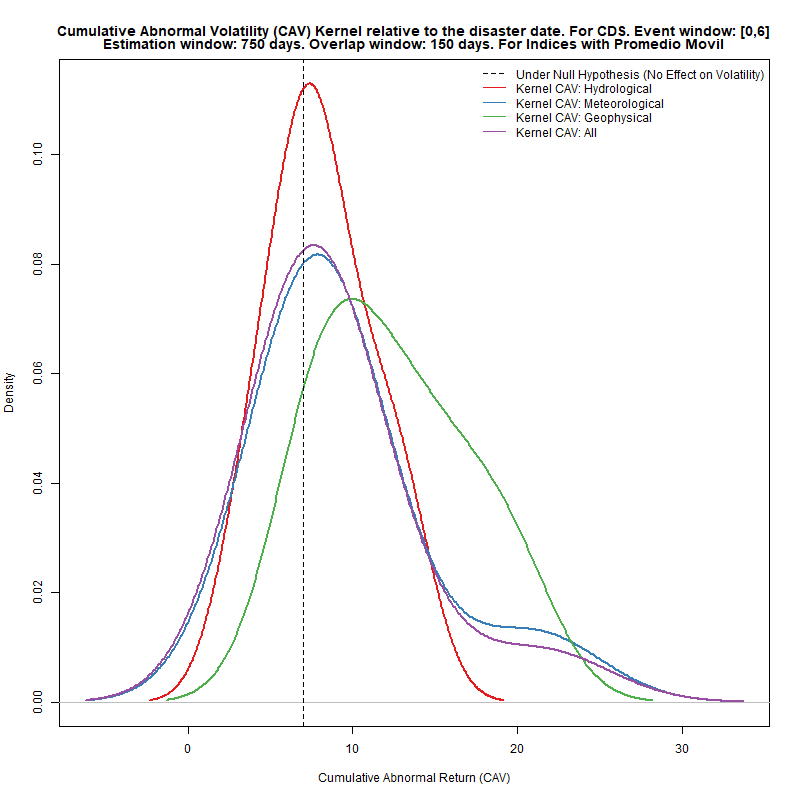 Cumulative Abnormal Volatility (CAV) Kernel relative to the disaster date. For CDS. Event window: [0,6]
Estimation window: 750 days. Overlap window: 150 days. For Indices with Promedio Movil
Under Null Hypothesis (No Effect on Volatility)
Kernel CAV: Hydrological
Kernel CAV: Meteorological
Kernel CAV: Geophysical
Kernel CAV: All
Density
0.10
0.08
0.06
0.04
0.02
0.00
0 10 20 30
Cumulative Abnormal Return (CAV)